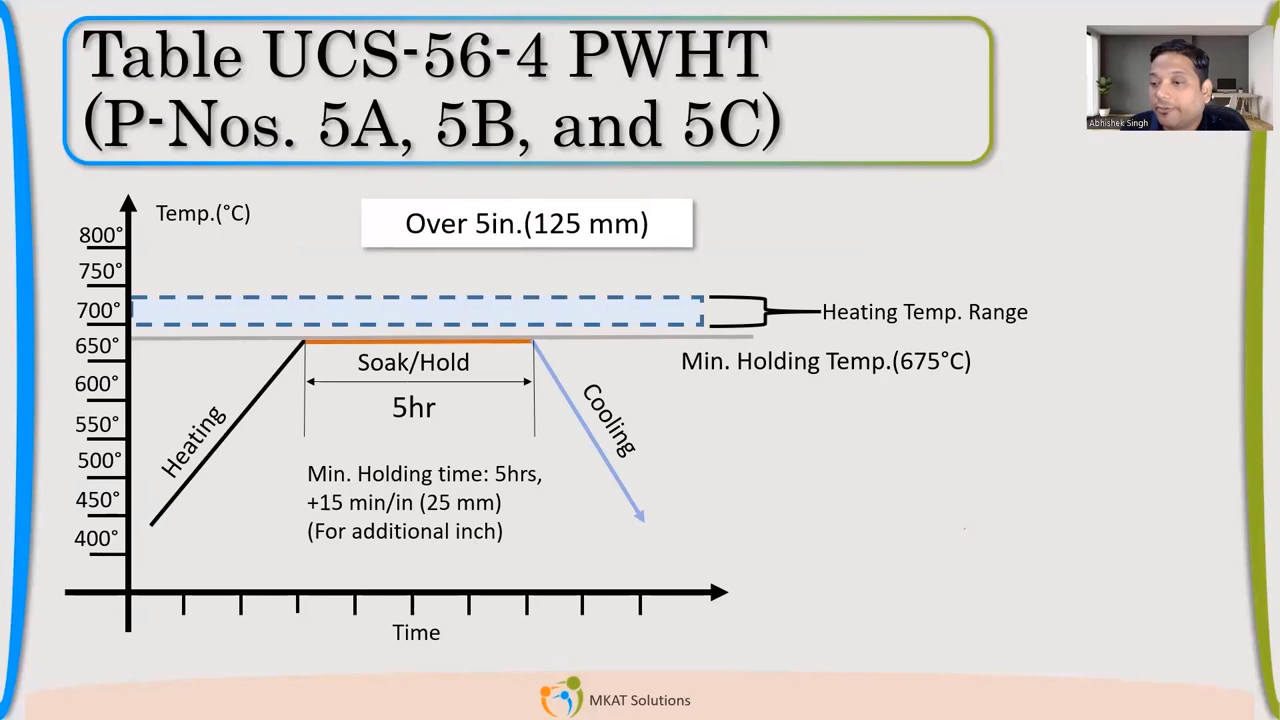 Table UCS-56-4 PWHT
(P-Nos. 5A, 5B, and 5C)
Abhishek Singh
Temp.(°C)
Over 5in.(125 mm)
800°
750°
700°
650°
600°
550°
500°
450°
400°
Heating Temp. Range
Min. Holding Temp.(675°C)
Soak/Hold
5hr
Heating
Cooling
Min. Holding time: 5hrs,
+15 min/in (25 mm)
(For additional inch)
Time
MKAT Solutions